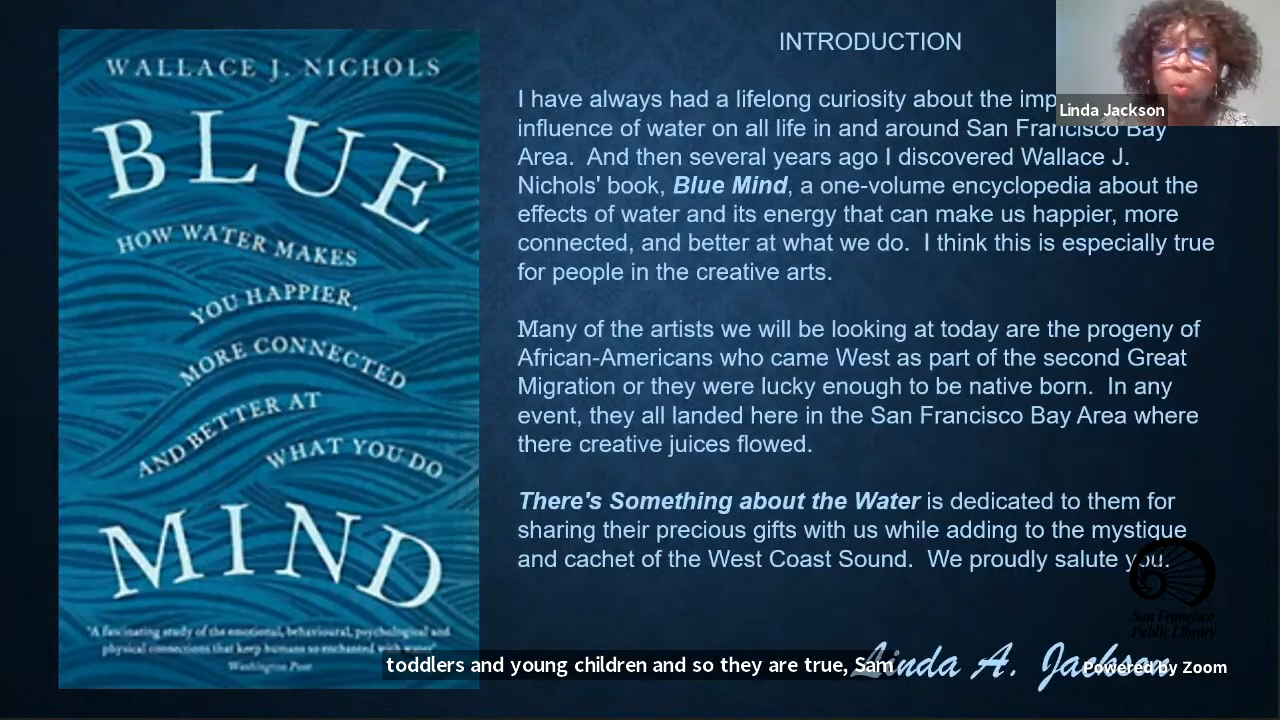 WALLACE J. NICHOLS
BLUE
HOW WATER MAKES
YOU HAPPIER,
MORE CONNECTED
AND BETTER AT
WHAT YOU DO
MIND
"A fascinating study of the emotional, behavioural, psychological and
physical connections that keep humans so enchanted with water"
Washington Post
INTRODUCTION
I have always had a lifelong curiosity about the imp
influence of water on all life in and around San Francisco Bay
Area. And then several years ago I discovered Wallace J.
Nichols' book, Blue Mind, a one-volume encyclopedia about the
effects of water and its energy that can make us happier, more
connected, and better at what we do. I think this is especially true
for people in the creative arts.
Many of the artists we will be looking at today are the progeny of
African-Americans who came West as part of the second Great
Migration or they were lucky enough to be native born. In any
event, they all landed here in the San Francisco Bay Area where
there creative juices flowed.
There's Something about the Water is dedicated to them for
sharing their precious gifts with us while adding to the mystique
and cachet of the West Coast Sound. We proudly salute you.
Linda A. Jackson
Linda Jackson
San Francisco
Public Library
toddlers and young children and so they are true, Sam
Powered by Zoom